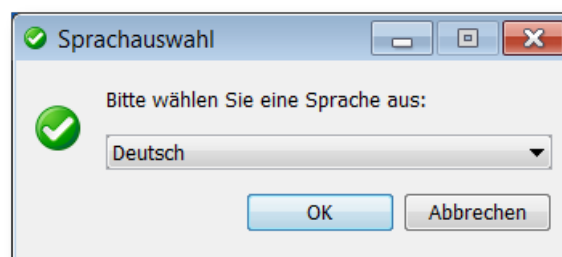 Sprachauswahl
Bitte wählen Sie eine Sprache aus:
Deutsch
OK Abbrechen